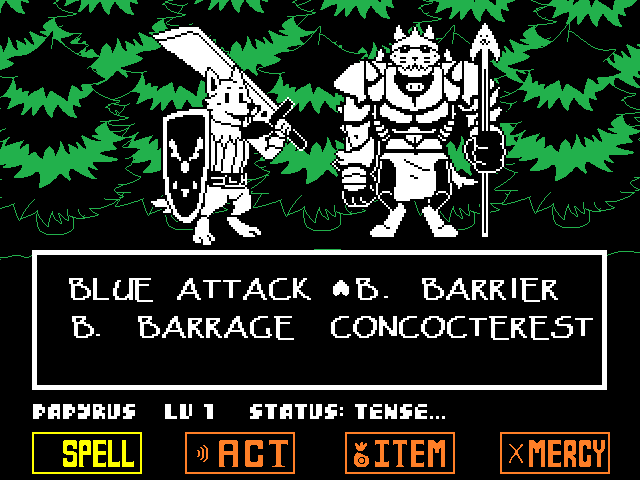 BLUE ATTACK B. BARRIER
B. BARRAGE CONCOCTEREST
PAPYRUS LV 1 STATUS: TENSE...
SPELL ACT ITEM MERCY